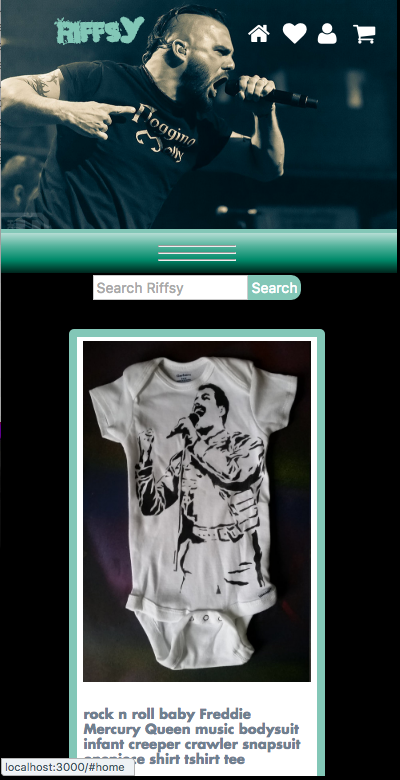 Riffsy
Flogging
Molly
Search Riffsy
Search
rock n roll baby Freddie
Mercury Queen music bodysuit
infant creeper crawler snapsuit
onepiece shirt tshirt tee
localhost:3000/#home